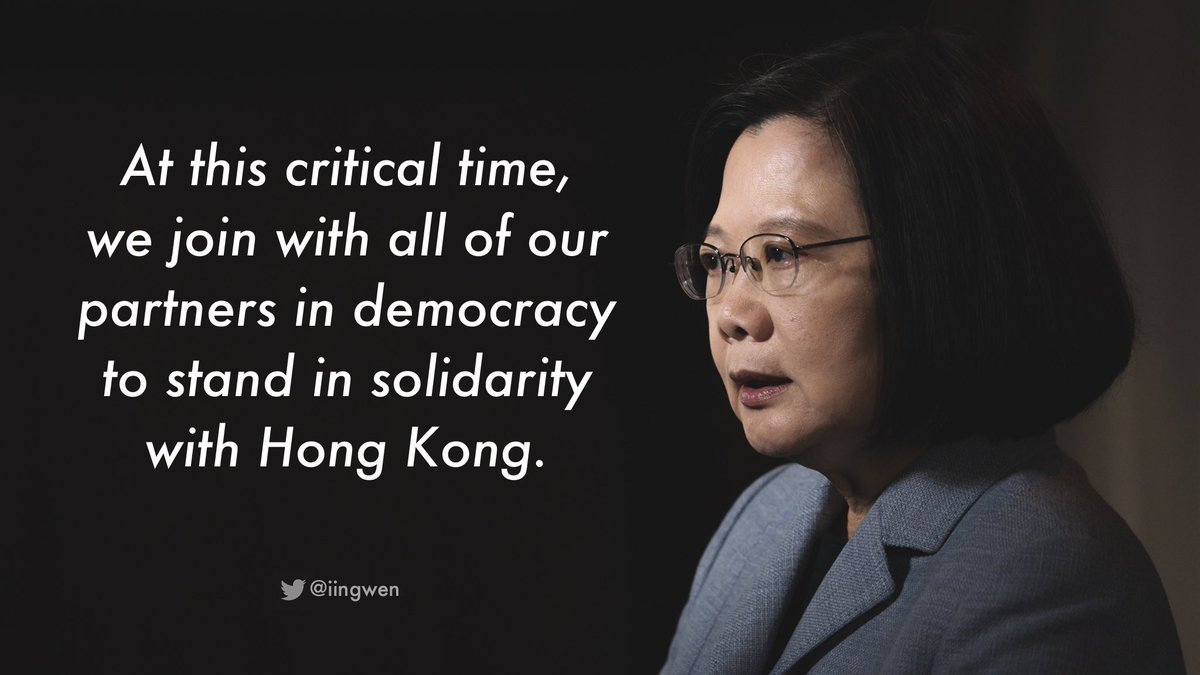 At this critical time,
we join with all of our
partners in democracy
to stand in solidarity
with Hong Kong.
@iingwen